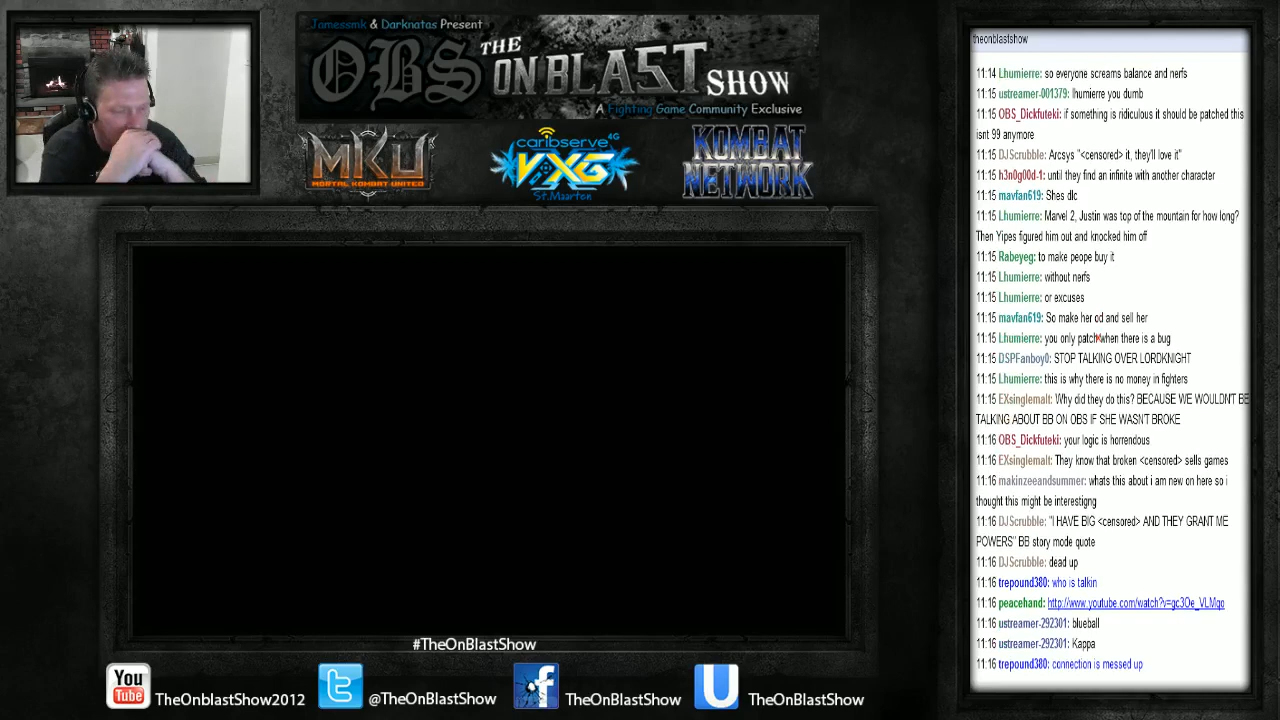 Jamessmk & Darknatas Present
OBS THE ON BLAST SHOW
A Fighting Game Community Exclusive
MKU
MORTAL KOMBAT UNITED
caribserve 4G
VXG
St.Maarten
KOMBAT
NETWORK
theonblastshow
11:14 Lhumierre: so everyone screams balance and nerfs
11:15 ustreamer-001379: lhumierre you dumb
11:15 OBS_Dickfuteki: if something is ridiculous it should be patched this
isnt 99 anymore
11:15 DJScrubble: Arcsys "<censored> it, they'll love it"
11:15 h3n0g00d-1: until they find an infinite with another character
11:15 mavfan619: Shes dlc
11:15 Lhumierre: Marvel 2, Justin was top of the mountain for how long?
Then Yipes figured him out and knocked him off
11:15 Rabeyeg: to make peope buy it
11:15 Lhumierre: without nerfs
11:15 Lhumierre: or excuses
11:15 mavfan619: So make her od and sell her
11:15 Lhumierre: you only patch when there is a bug
11:15 DSPFanboy0: STOP TALKING OVER LORDKNIGHT
11:15 Lhumierre: this is why there is no money in fighters
11:15 EXsinglemalt: Why did they do this? BECAUSE WE WOULDN'T BE
TALKING ABOUT BB ON OBS IF SHE WASN'T BROKE
11:16 OBS_Dickfuteki: your logic is horrendous
11:16 EXsinglemalt: They know that broken <censored> sells games
11:16 makinzeeandsummer: whats this about i am new on here so i
thought this might be interestigng
11:16 DJScrubble: "I HAVE BIG <censored> AND THEY GRANT ME
POWERS" BB story mode quote
11:16 DJScrubble: dead up
11:16 trepound380: who is talkin
11:16 peacehand: http://www.youtube.com/watch?v=gc3Oe_VLMqo
11:16 ustreamer-292301: blueball
11:16 ustreamer-292301: Kappa
11:16 trepound380: connection is messed up
#TheOnBlastShow
You Tube TheOnblastShow2012
@TheOnBlastShow
f TheOnBlastShow
U TheOnBlastShow